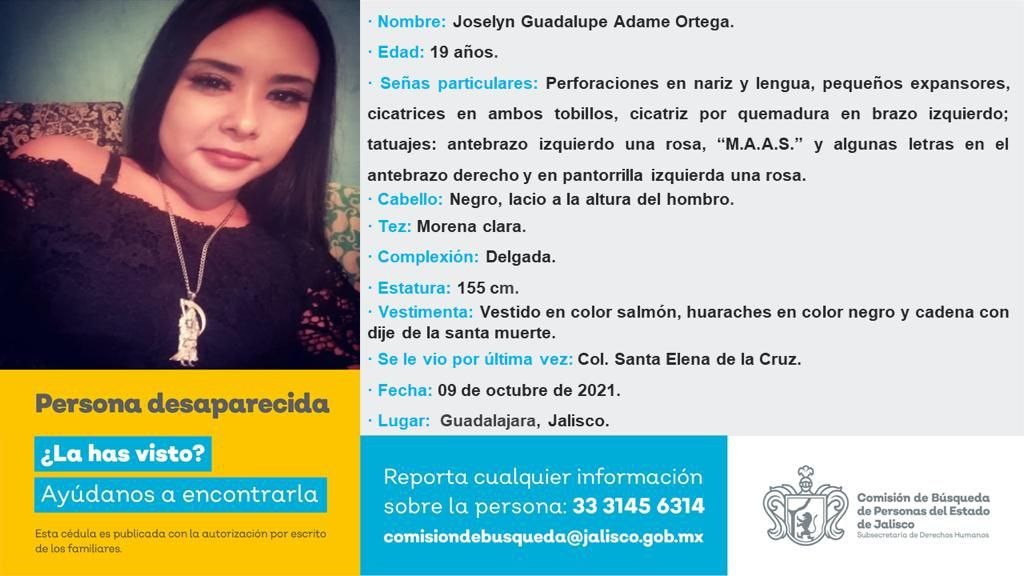 · Nombre: Joselyn Guadalupe Adame Ortega.
· Edad: 19 años.
· Señas particulares: Perforaciones en nariz y lengua, pequeños expansores,
cicatrices en ambos tobillos, cicatriz por quemadura en brazo izquierdo;
tatuajes: antebrazo izquierdo una rosa, “M.A.A.S.” y algunas letras en el
antebrazo derecho y en pantorrilla izquierda una rosa.
· Cabello: Negro, lacio a la altura del hombro.
· Tez: Morena clara.
· Complexión: Delgada.
· Estatura: 155 cm.
· Vestimenta: Vestido en color salmón, huaraches en color negro y cadena con
dije de la santa muerte.
· Se le vio por última vez: Col. Santa Elena de la Cruz.
· Fecha: 09 de octubre de 2021.
· Lugar: Guadalajara, Jalisco.
Persona desaparecida
¿La has visto?
Ayúdanos a encontrarla
Esta cédula es publicada con la autorización por escrito
de los familiares.
Reporta cualquier información
sobre la persona: 33 3145 6314
comisiondebusqueda@jalisco.gob.mx
Comisión de Búsqueda
de Personas del Estado
de Jalisco
Subsecretaría de Derechos Humanos